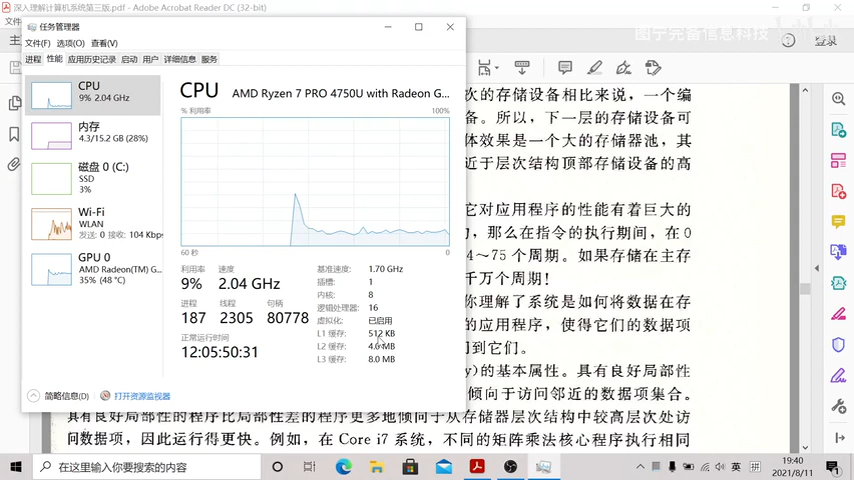 深入理解计算机系统第三版.pdf - Adobe Acrobat Reader DC (32-bit)
图宁完备信息科技
bilibili
登录
任务管理器
文件(F) 选项(O) 查看(V)
进程 性能 应用历史记录 启动 用户 详细信息 服务
CPU
9% 2.04 GHz
内存
4.3/15.2 GB (28%)
磁盘 0 (C:)
SSD
3%
Wi-Fi
WLAN
发送: 0 接收: 104 Kbps
GPU 0
AMD Radeon(TM) G...
35% (48 °C)
CPU AMD Ryzen 7 PRO 4750U with Radeon G...
% 利用率 100%
60 秒 0
利用率 速度
9% 2.04 GHz
进程 线程 句柄
187 2305 80778
正常运行时间
12:05:50:31
基准速度: 1.70 GHz
插槽: 1
内核: 8
逻辑处理器: 16
虚拟化: 已启用
L1 缓存: 512 KB
L2 缓存: 4.0 MB
L3 缓存: 8.0 MB
简略信息(D) 打开资源监视器
次的存储设备相比来说，一个编
备。所以，下一层的存储设备可
体效果是一个大的存储器池，其
近于层次结构顶部存储设备的高
它对应用程序的性能有着巨大的
，那么在指令的执行期间，在 0
4～75 个周期。如果存储在主存
千万个周期！
你理解了系统是如何将数据在存
的应用程序，使得它们的数据项
问到它们。
y)的基本属性。具有良好局部性
倾向于访问邻近的数据项集合。
具有良好局部性的程序比局部性差的程序更多地倾向于从存储器层次结构中较高层次处访
问数据项，因此运行得更快。例如，在 Core i7 系统，不同的矩阵乘法核心程序执行相同
在这里输入你要搜索的内容
英 拼
19:40
2021/8/11